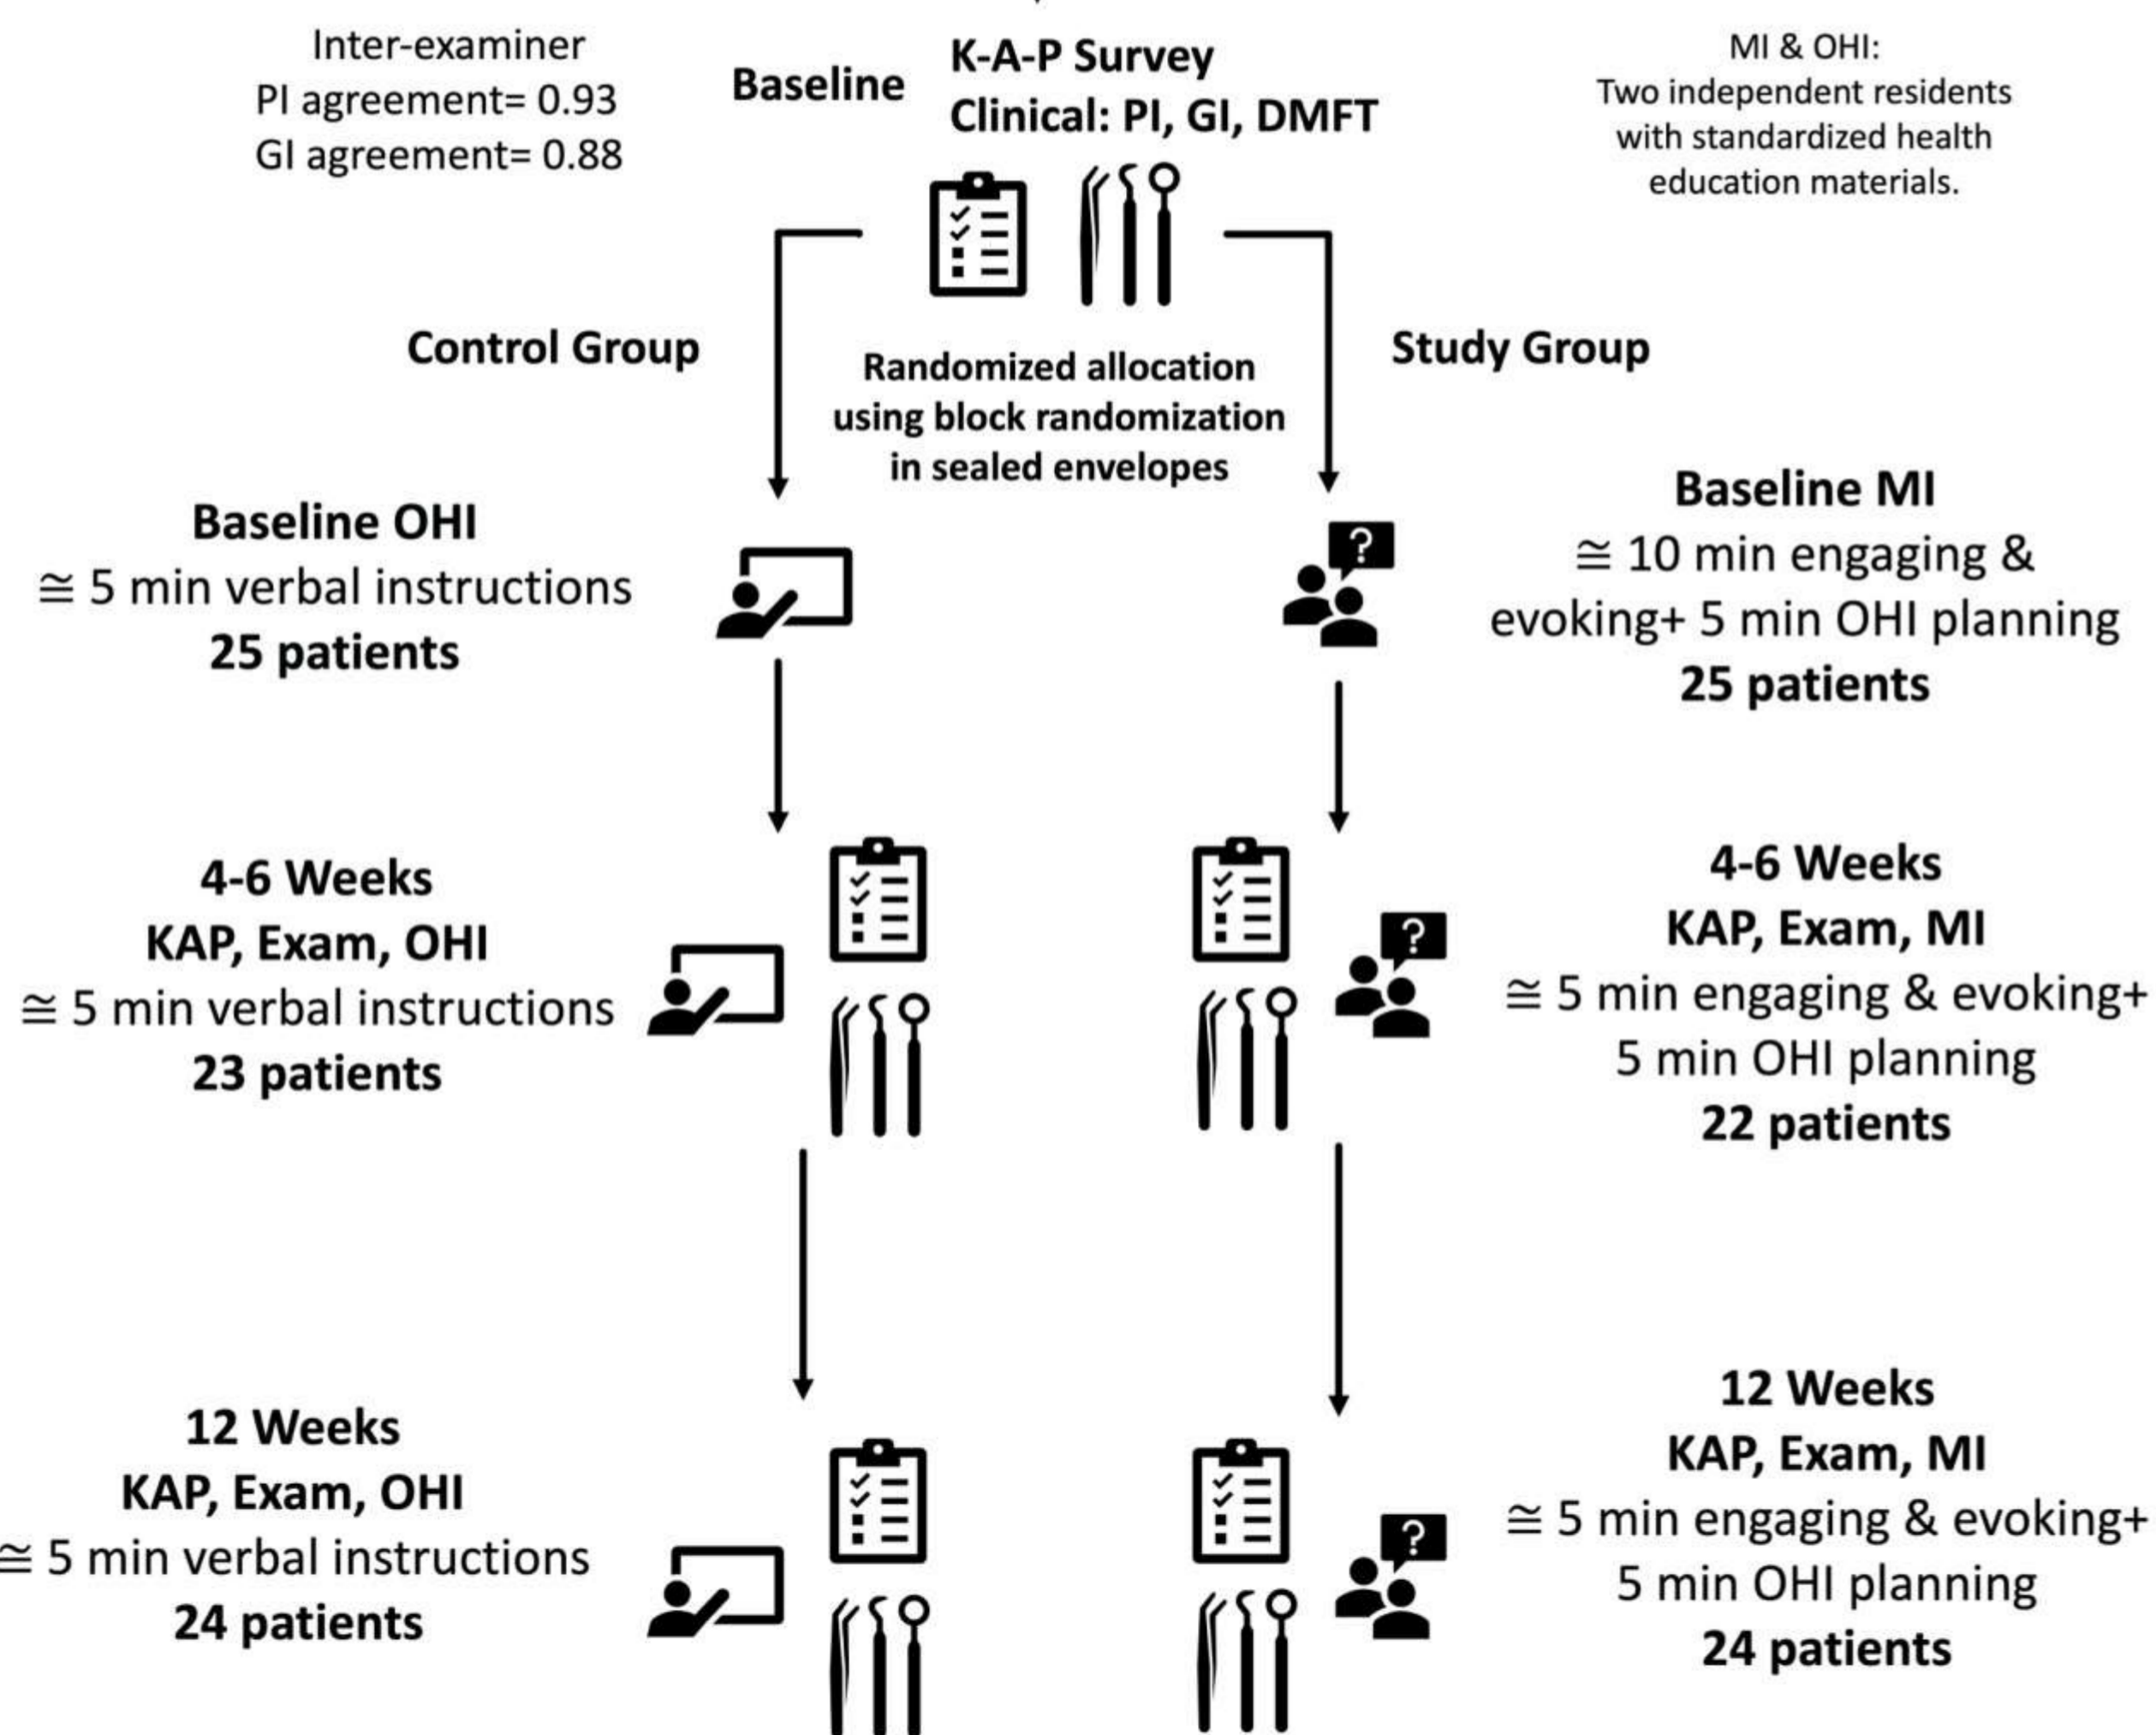 Inter-examiner
PI agreement= 0.93
GI agreement= 0.88
Baseline
K-A-P Survey
Clinical: PI, GI, DMFT
MI & OHI:
Two independent residents
with standardized health
education materials.
Control Group
Randomized allocation
using block randomization
in sealed envelopes
Study Group
Baseline OHI
≅ 5 min verbal instructions
25 patients
?
Baseline MI
≅ 10 min engaging &
evoking+ 5 min OHI planning
25 patients
4-6 Weeks
KAP, Exam, OHI
≅ 5 min verbal instructions
23 patients
?
4-6 Weeks
KAP, Exam, MI
≅ 5 min engaging & evoking+
5 min OHI planning
22 patients
12 Weeks
KAP, Exam, OHI
≅ 5 min verbal instructions
24 patients
?
12 Weeks
KAP, Exam, MI
≅ 5 min engaging & evoking+
5 min OHI planning
24 patients